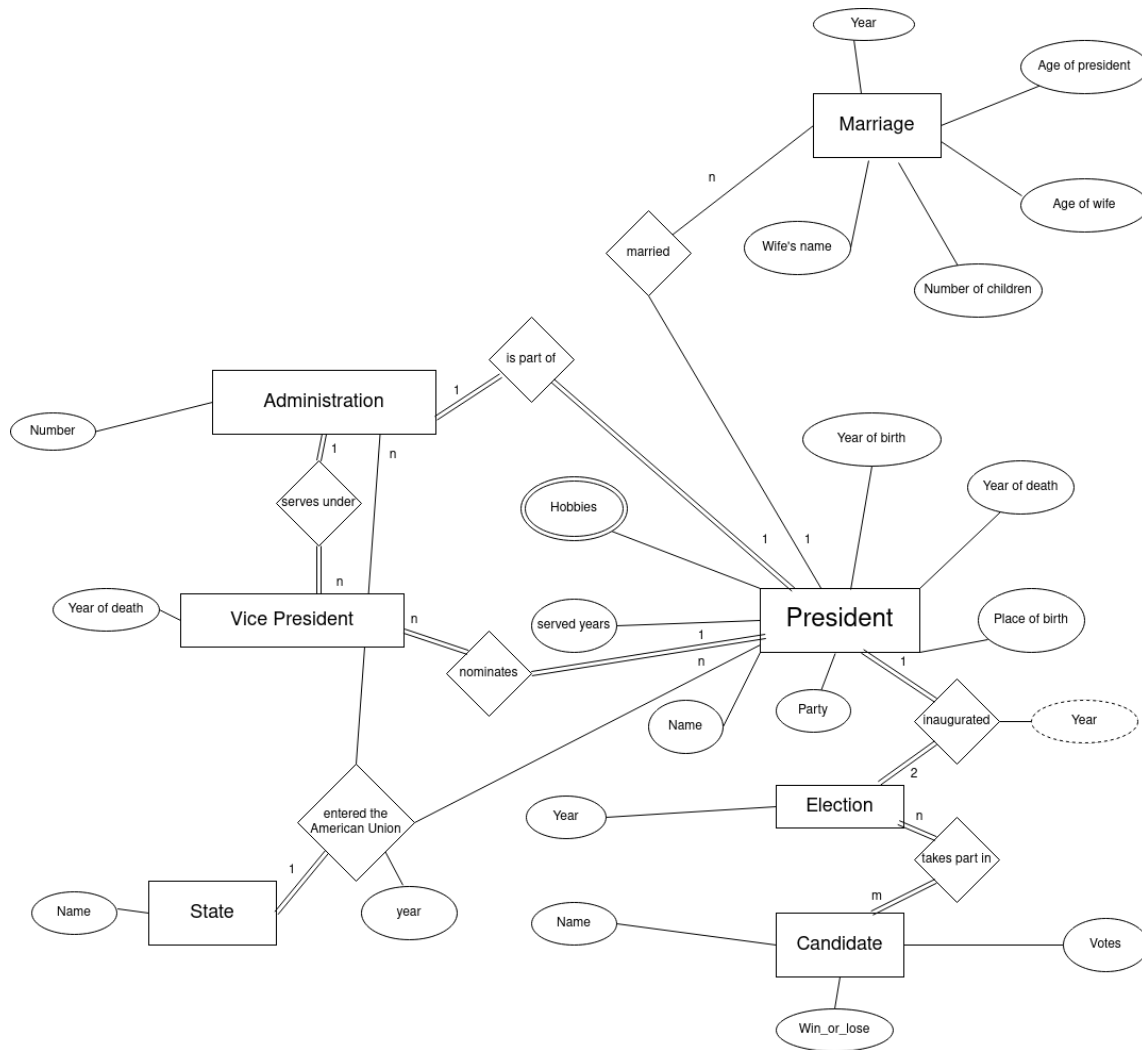 Year
Age of president
Marriage
n
Age of wife
Wife's name
married
Number of children
is part of
1
Administration
Number
1
n
Year of birth
serves under
Hobbies
Year of death
1
1
n
Year of death
Vice President
n
President
Place of birth
served years
1
n
1
nominates
Name
Party
inaugurated
Year
2
Election
Year
n
entered the
American Union
takes part in
1
m
Name
State
year
Name
Candidate
Votes
Win_or_lose